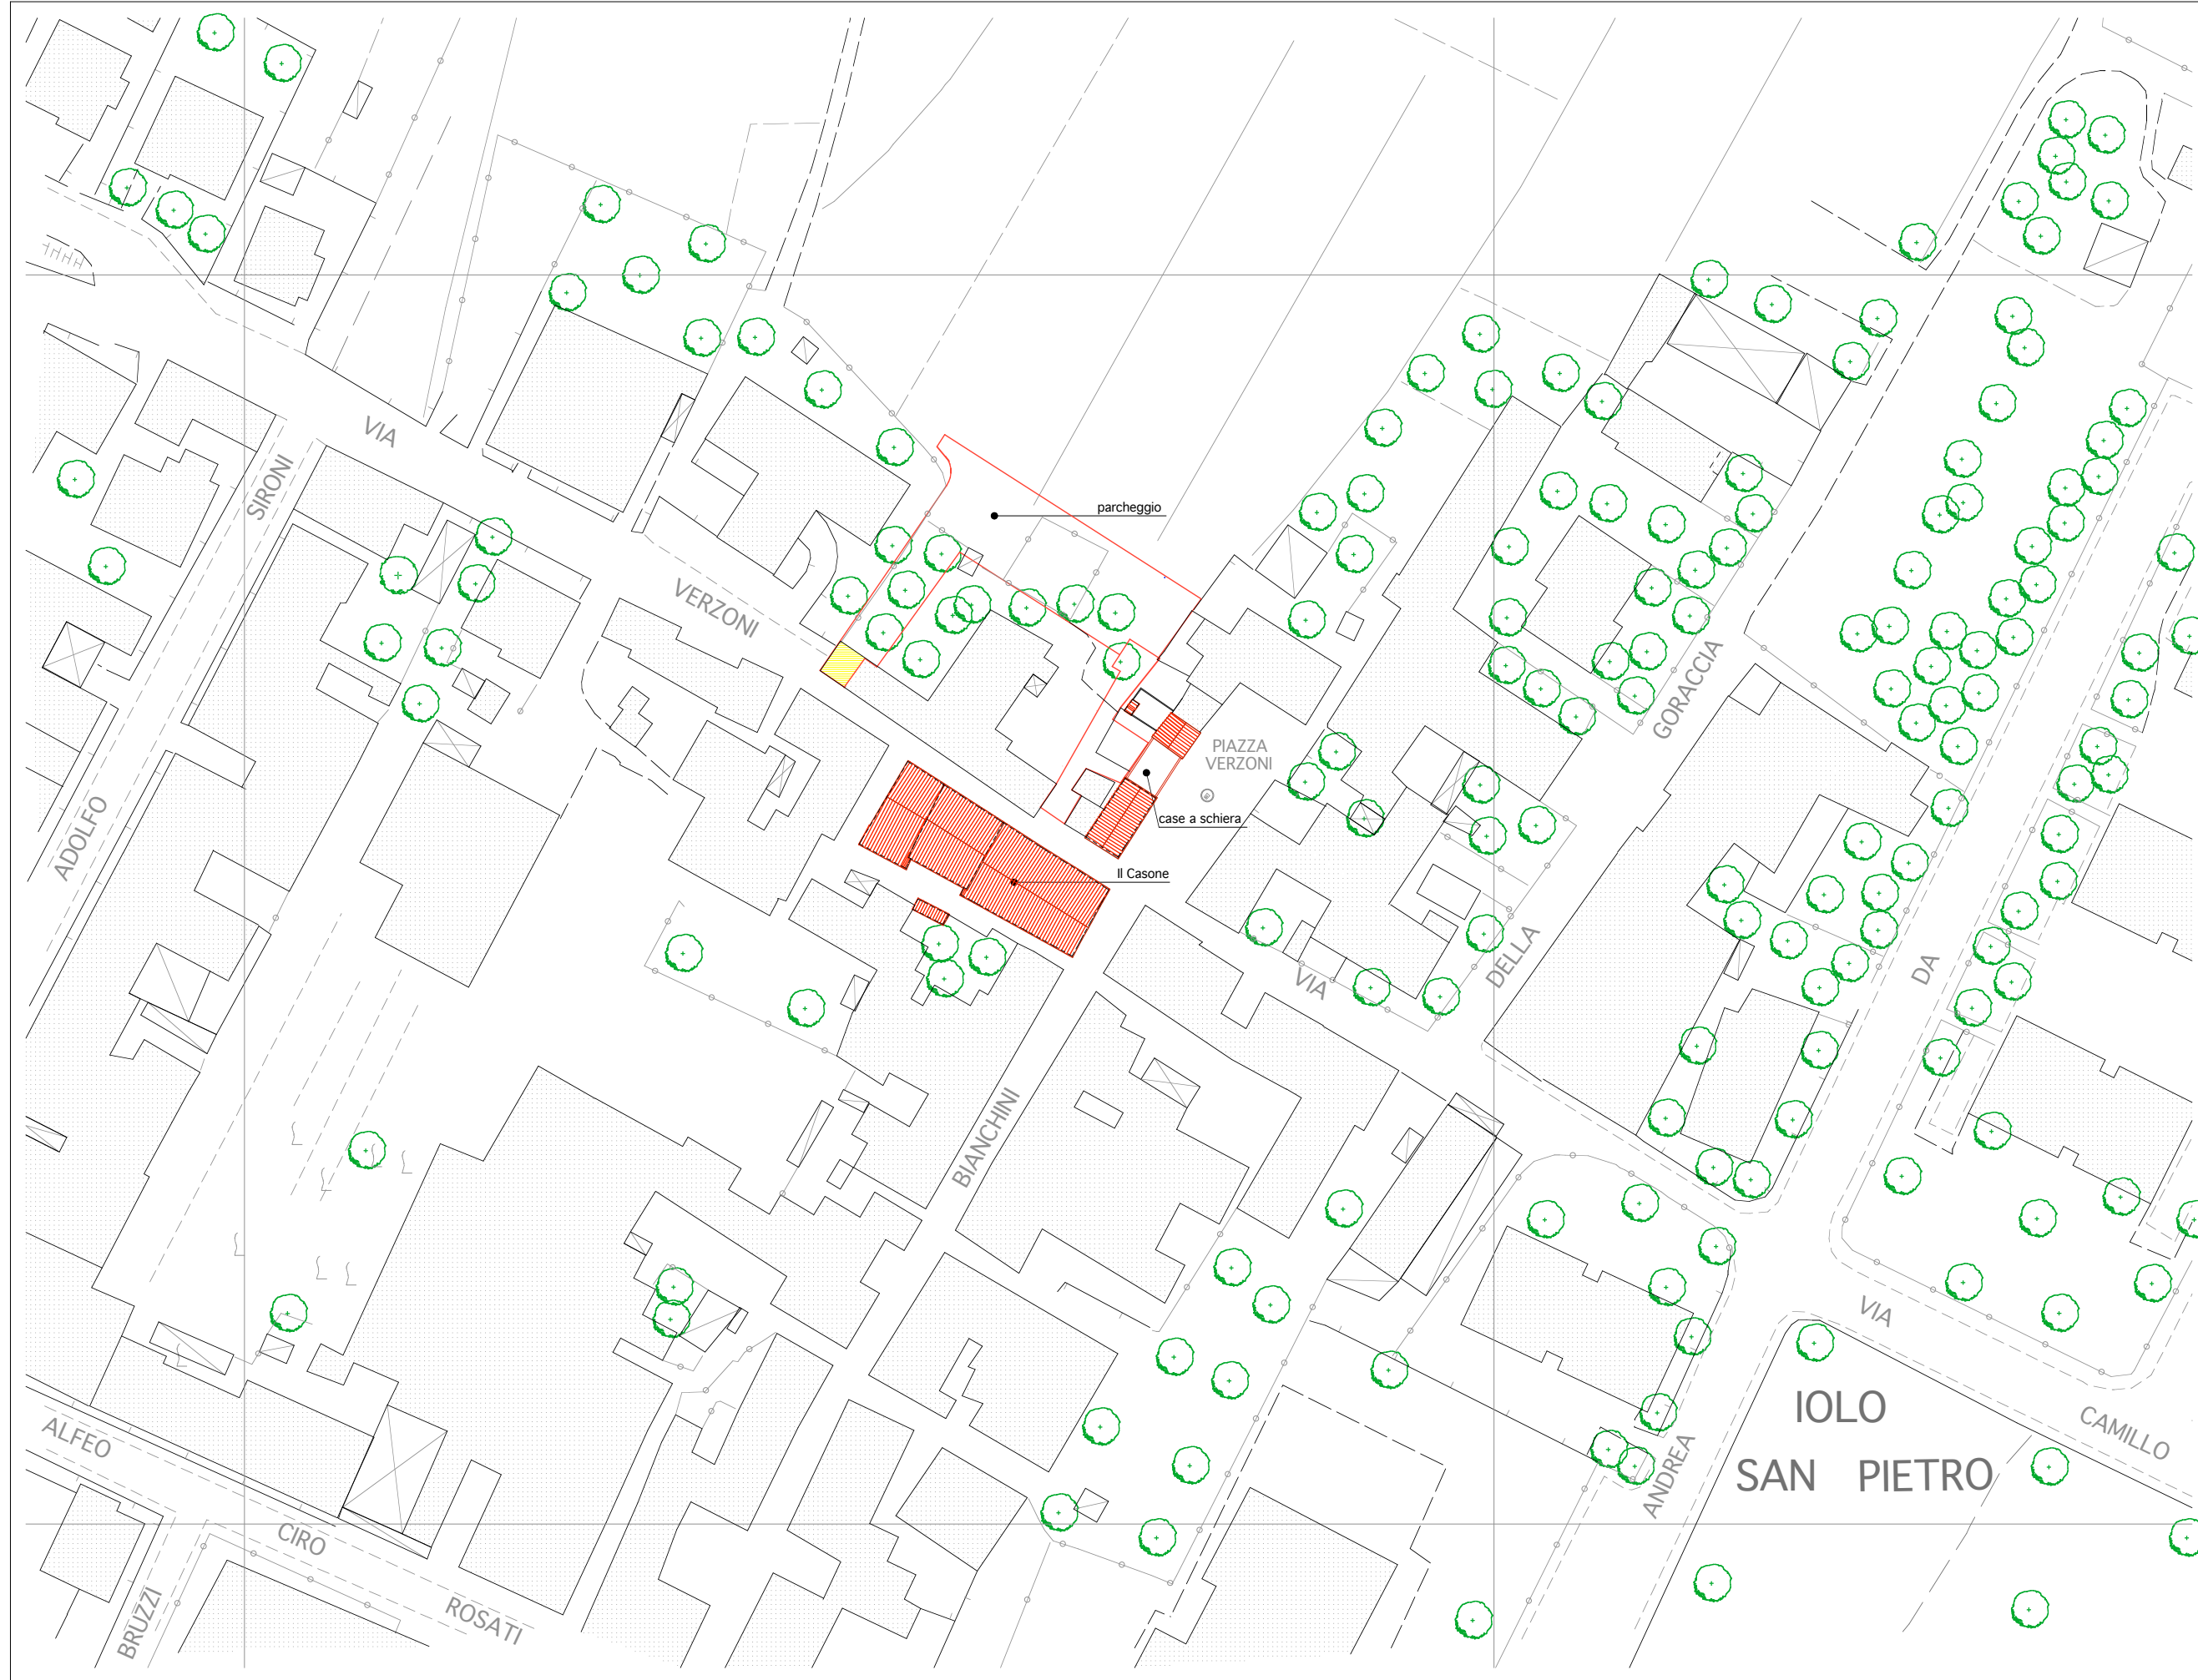 VIA
SIRONI
parcheggio
VERZONI
GORACCIA
PIAZZA
VERZONI
ADOLFO
case a schiera
Il Casone
DELLA
VIA
DA
BIANCHINI
VIA
IOLO
CAMILLO
ALFEO
SAN PIETRO
ANDREA
CIRO
ROSATI
BRUZZI